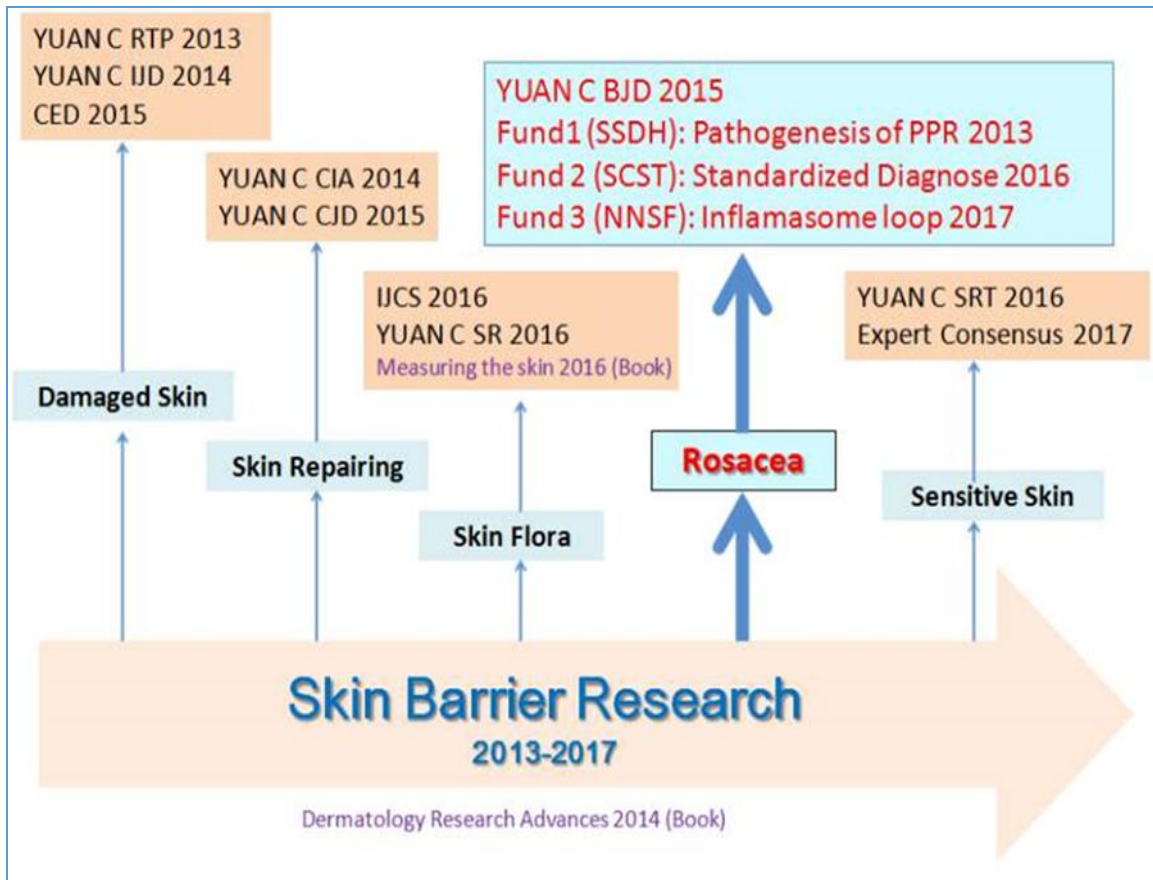 YUAN C RTP 2013
YUAN C IJD 2014
CED 2015
Damaged Skin
YUAN C CIA 2014
YUAN C CJD 2015
Skin Repairing
IJCS 2016
YUAN C SR 2016
Measuring the skin 2016 (Book)
Skin Flora
YUAN C BJD 2015
Fund1 (SSDH): Pathogenesis of PPR 2013
Fund 2 (SCST): Standardized Diagnose 2016
Fund 3 (NNSF): Inflamasome loop 2017
Rosacea
YUAN C SRT 2016
Expert Consensus 2017
Sensitive Skin
Skin Barrier Research
2013-2017
Dermatology Research Advances 2014 (Book)